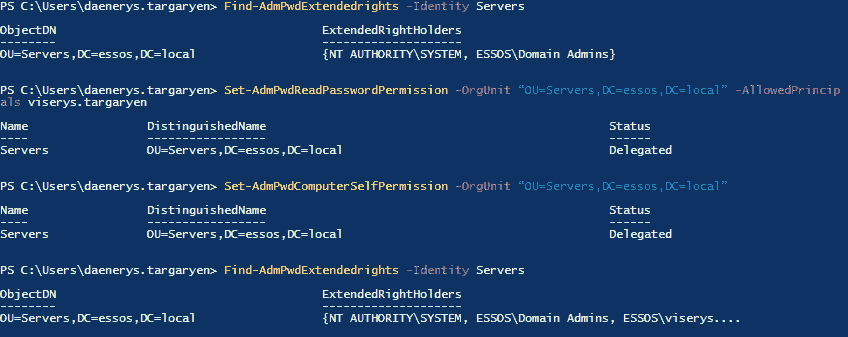 PS C:\Users\daenerys.targaryen> Find-AdmPwdExtendedrights -Identity Servers
ObjectDN ExtendedRightHolders
-------- --------------------
OU=Servers,DC=essos,DC=local {NT AUTHORITY\SYSTEM, ESSOS\Domain Admins}
PS C:\Users\daenerys.targaryen> Set-AdmPwdReadPasswordPermission -OrgUnit “OU=Servers,DC=essos,DC=local” -AllowedPrincip
als viserys.targaryen
Name DistinguishedName Status
---- ----------------- ------
Servers OU=Servers,DC=essos,DC=local Delegated
PS C:\Users\daenerys.targaryen> Set-AdmPwdComputerSelfPermission -OrgUnit “OU=Servers,DC=essos,DC=local”
Name DistinguishedName Status
---- ----------------- ------
Servers OU=Servers,DC=essos,DC=local Delegated
PS C:\Users\daenerys.targaryen> Find-AdmPwdExtendedrights -Identity Servers
ObjectDN ExtendedRightHolders
-------- --------------------
OU=Servers,DC=essos,DC=local {NT AUTHORITY\SYSTEM, ESSOS\Domain Admins, ESSOS\viserys....